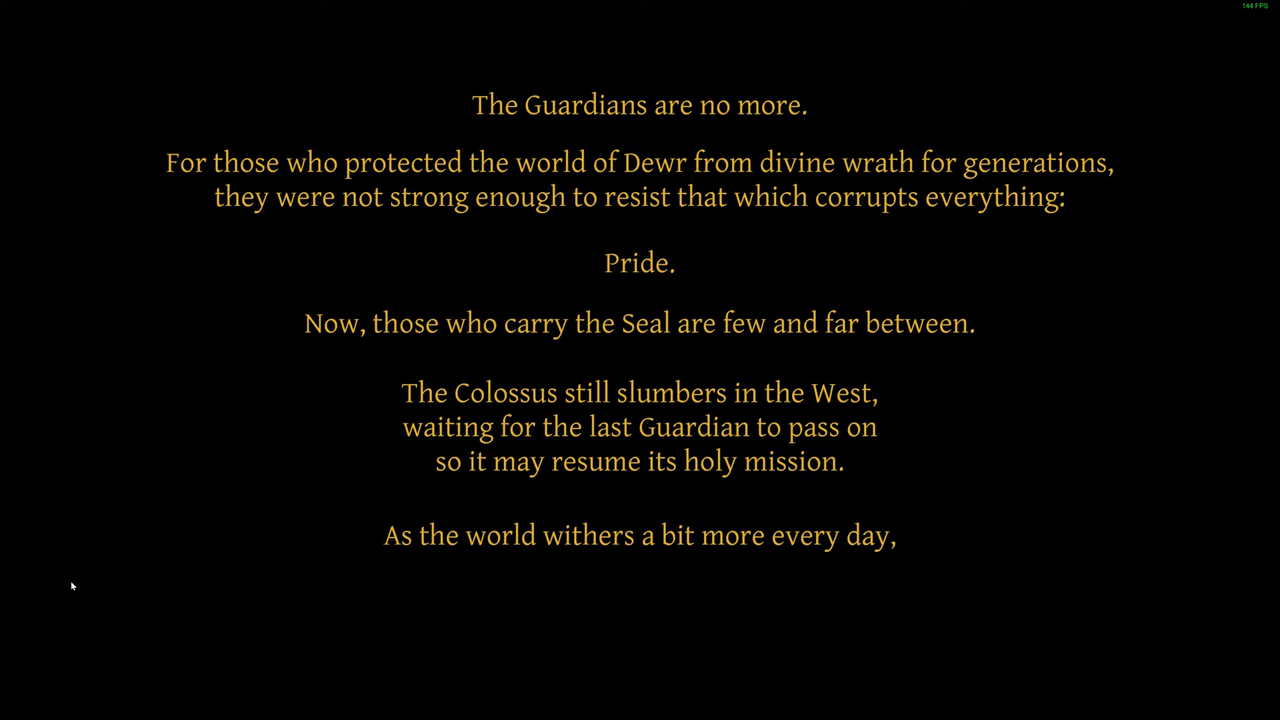 144 FPS
The Guardians are no more.
For those who protected the world of Dewr from divine wrath for generations,
they were not strong enough to resist that which corrupts everything:
Pride.
Now, those who carry the Seal are few and far between.
The Colossus still slumbers in the West,
waiting for the last Guardian to pass on
so it may resume its holy mission.
As the world withers a bit more every day,